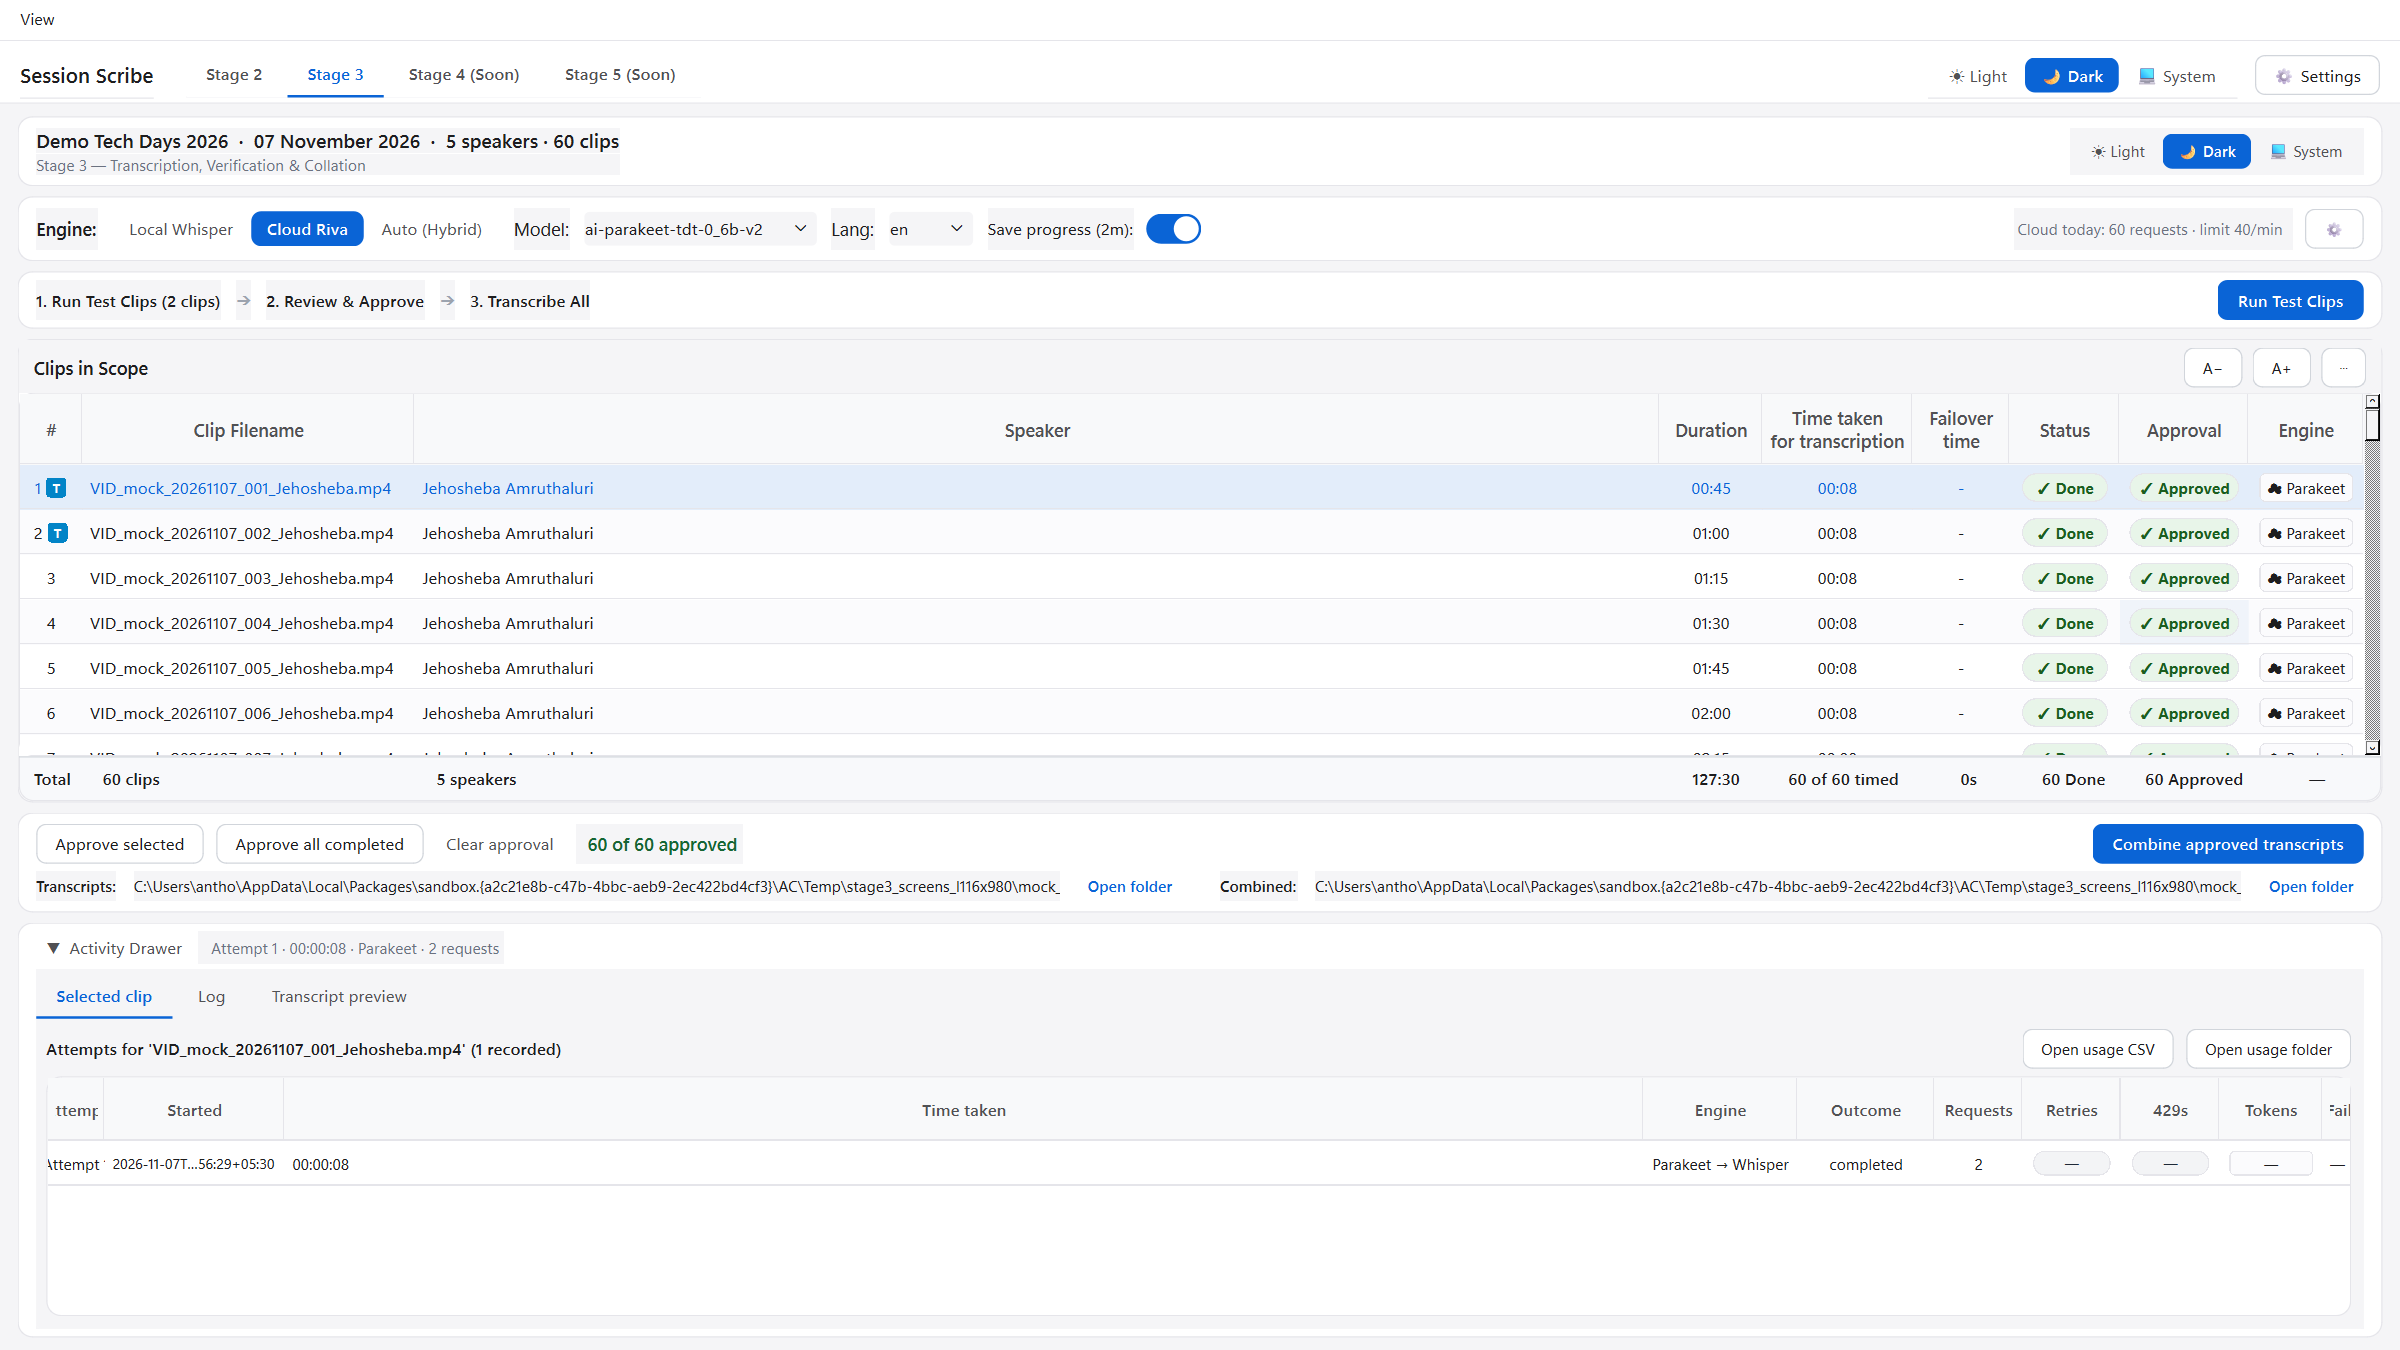 View
Session Scribe Stage 2 Stage 3 Stage 4 (Soon) Stage 5 (Soon) Light Dark System Settings
Demo Tech Days 2026 · 07 November 2026 · 5 speakers · 60 clips
Stage 3 — Transcription, Verification & Collation
Light Dark System
Engine: Local Whisper Cloud Riva Auto (Hybrid) Model: ai-parakeet-tdt-0_6b-v2 Lang: en Save progress (2m): Cloud today: 60 requests · limit 40/min
1. Run Test Clips (2 clips) → 2. Review & Approve → 3. Transcribe All Run Test Clips
Clips in Scope A− A+ ...
# Clip Filename Speaker Duration Time taken for transcription Failover time Status Approval Engine
1 T VID_mock_20261107_001_Jehosheba.mp4 Jehosheba Amruthaluri 00:45 00:08 - ✓ Done ✓ Approved Parakeet
2 T VID_mock_20261107_002_Jehosheba.mp4 Jehosheba Amruthaluri 01:00 00:08 - ✓ Done ✓ Approved Parakeet
3 VID_mock_20261107_003_Jehosheba.mp4 Jehosheba Amruthaluri 01:15 00:08 - ✓ Done ✓ Approved Parakeet
4 VID_mock_20261107_004_Jehosheba.mp4 Jehosheba Amruthaluri 01:30 00:08 - ✓ Done ✓ Approved Parakeet
5 VID_mock_20261107_005_Jehosheba.mp4 Jehosheba Amruthaluri 01:45 00:08 - ✓ Done ✓ Approved Parakeet
6 VID_mock_20261107_006_Jehosheba.mp4 Jehosheba Amruthaluri 02:00 00:08 - ✓ Done ✓ Approved Parakeet
Total 60 clips 5 speakers 127:30 60 of 60 timed 0s 60 Done 60 Approved —
Approve selected Approve all completed Clear approval 60 of 60 approved Combine approved transcripts
Transcripts: C:\Users\antho\AppData\Local\Packages\sandbox.{a2c21e8b-c47b-4bbc-aeb9-2ec422bd4cf3}\AC\Temp\stage3_screens_l116x980\mock_ Open folder Combined: C:\Users\antho\AppData\Local\Packages\sandbox.{a2c21e8b-c47b-4bbc-aeb9-2ec422bd4cf3}\AC\Temp\stage3_screens_l116x980\mock_ Open folder
▼ Activity Drawer Attempt 1 · 00:00:08 · Parakeet · 2 requests
Selected clip Log Transcript preview
Attempts for 'VID_mock_20261107_001_Jehosheba.mp4' (1 recorded) Open usage CSV Open usage folder
ttemp Started Time taken Engine Outcome Requests Retries 429s Tokens Fail
Attempt 2026-11-07T...56:29+05:30 00:00:08 Parakeet → Whisper completed 2 — — — —